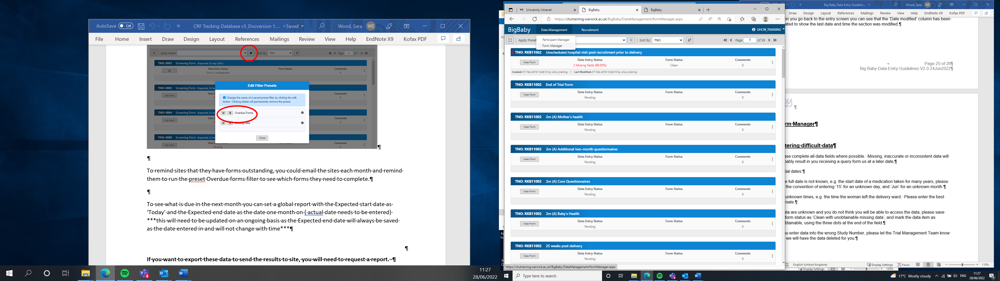 AutoSave Off CRF Tracking Database v5_Docversion 1.... • Saved Wood, Sara WS
File Home Insert Draw Design Layout References Mailings Review View Help EndNote X9 Kofax PDF
Apply Preset: Sort By: TNO Page 1 of 1
TNO: 0001 Screening Form (Expected: 22-Sep-2021)
Data Entry Status Form Status Comments
Form is unobtainable 0
TNO: 0003 Screening Form (Expected: 22-Se
View Form Data E Comments
0
TNO: 0004 Screening Form (Expected: 22-Se
View Form Data E Comments
0
TNO: 0006 Screening Form (Expected: 22-Se
View Form Data Entry Status Form Status Comments
Pending 0
Edit Filter Presets
Change the name of a saved preset filter by clicking the edit
button. Clicking delete will permanently remove the preset.
Overdue Forms
Missing Data
Close
To remind sites that they have forms outstanding, you could email the sites each month and remind
them to run the preset Overdue forms filter to see which forms they need to complete.¶
¶
To see what is due in the next month you can set a global report with the Expected start date as
‘Today’ and the Expected end date as the date one month on ( actual date needs to be entered)
***this will need to be updated on an ongoing basis as the Expected end date will always be saved
as the date entered in and will not change with time***¶
¶
If you want to export these data to send the results to site, you will need to request a report. ¶
11:27
28/06/2022
University Intranet BigBaby BigBaby
https://ctutraining.warwick.ac.uk/BigBaby/DataManagement/formManager.aspx
BigBaby Data Management Recruitment UHCW_TRAINING
Participant Manager
Form Manager
Apply Preset Sort By: TNO Page 1 of 39
TNO: RKB11002 Unscheduled hospital visit post recruitment prior to delivery
View Form Data Entry Status Form Status Comments
2 Missing fields (60.00%) Clean 0
Created: 07-Feb-2019 13:48:10 by uhcw_training | Last Modified: 07-Feb-2019 13:48:10 by uhcw_training
TNO: RKB11002 End of Trial Form
View Form Data Entry Status Form Status Comments
Pending 0
TNO: RKB11002 2m (A) Mother's health
View Form Data Entry Status Form Status Comments
Pending 0
TNO: RKB11002 2m (A) Additional two-month questionnaires
View Form Data Entry Status Form Status Comments
Pending 0
TNO: RKB11002 2m (A) Core Questionnaires
View Form Data Entry Status Form Status Comments
Pending 0
TNO: RKB11002 2m (A) Baby's Health
View Form Data Entry Status Form Status Comments
Pending 0
TNO: RKB11002 25 weeks post delivery
View Form Data Entry Status Form Status Comments
Pending 0
https://ctutraining.warwick.ac.uk/BigBaby/DataManagement/formManager.aspx
Type here to search
Big Baby Data Entry Guidelin... Wood, Sara WS
Draw Design Layout References Mailings Review View Help EndNote X9 Kofax PDF
en you go back to the entry screen you can see that the ‘Date modified’ column has been
ated to show the last date and time the section was modified.¶
Page 25 of 26¶
Big Baby Data Entry Guidelines V2.0 24Jun2022¶
by ¶
rm Manager¶
tering difficult data¶
ase complete all data fields where possible. Missing, inaccurate or inconsistent data will
bably result in you receiving a query form us at a later date,¶
tial dates:¶
e full date is not known, e.g. the start date of a medication taken for many years, please
the convention of entering ‘15’ for an unknown day, and ‘Jun’ for an unknown month.¶
unknown times, e.g. the time the woman left the delivery ward. Please enter the best
mate.¶
ata are unknown and you do not think you will be able to access the data, please save
form status as ‘Clean with unobtainable missing data’, and mark the data item as
btainable, using the three dots at the end of the field.¶
ou enter data into the wrong Study Number, please let the Trial Management Team know
we will have the data deleted for you.¶
English (United Kingdom) Display Settings Focus 110%
Display Settings 100%
17°C Mostly cloudy ENG 11:27
28/06/2022